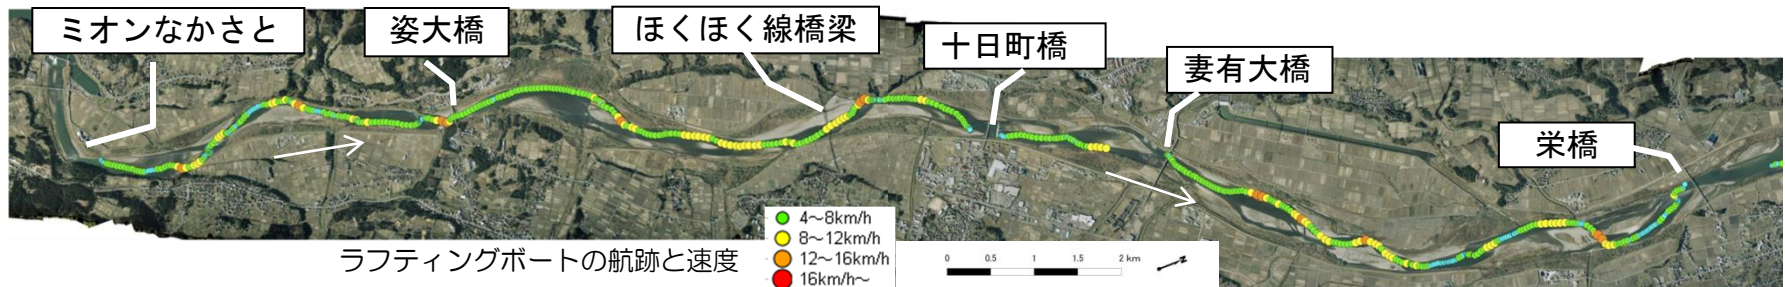 ミオンなかさと
姿大橋
ほくほく線橋梁
十日町橋
妻有大橋
栄橋
ラフティングボートの航跡と速度
4～8km/h
8～12km/h
12～16km/h
16km/h～
0 0.5 1 1.5 2 km
N